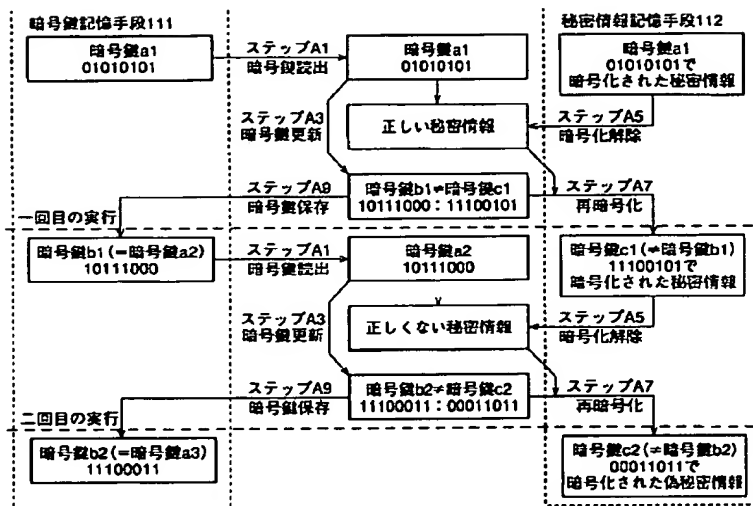 暗号鍵記憶手段111
秘密情報記憶手段112
暗号鍵a1
01010101
ステップA1
暗号鍵読出
暗号鍵a1
01010101
暗号鍵a1
01010101で
暗号化された秘密情報
ステップA3
暗号鍵更新
正しい秘密情報
ステップA5
暗号化解除
ステップA9
暗号鍵保存
暗号鍵b1≠暗号鍵c1
10111000：11100101
ステップA7
再暗号化
一回目の実行
暗号鍵b1(=暗号鍵a2)
10111000
ステップA1
暗号鍵読出
暗号鍵a2
10111000
暗号鍵c1(≠暗号鍵b1)
11100101で
暗号化された秘密情報
ステップA3
暗号鍵更新
正しくない秘密情報
ステップA5
暗号化解除
ステップA9
暗号鍵保存
暗号鍵b2≠暗号鍵c2
11100011：00011011
ステップA7
再暗号化
二回目の実行
暗号鍵b2(=暗号鍵a3)
11100011
暗号鍵c2(≠暗号鍵b2)
00011011で
暗号化された偽秘密情報